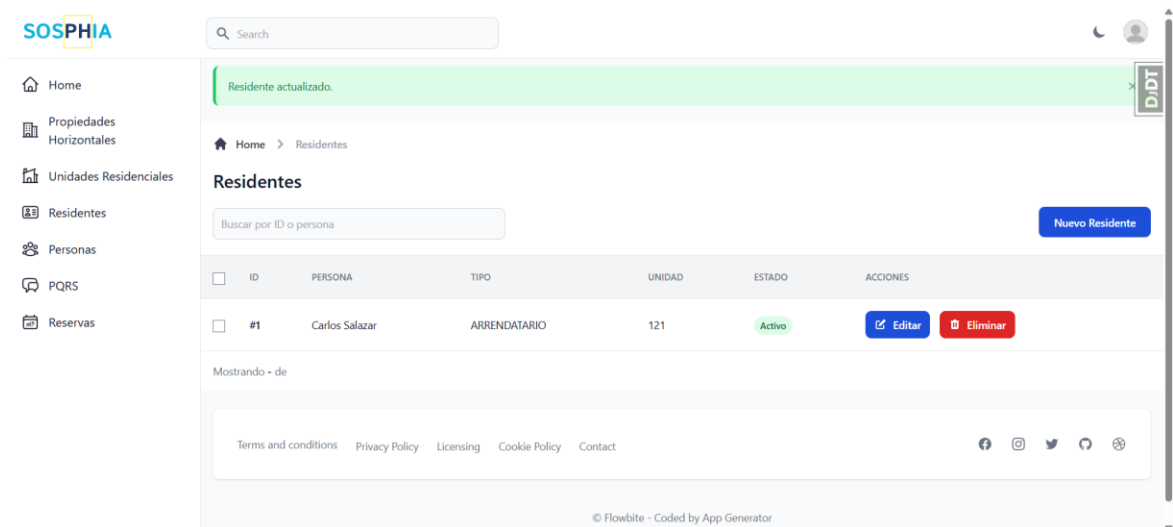 SOSPHIA
Search
DJDT
Home
Propiedades
Horizontales
Unidades Residenciales
Residentes
Personas
PQRS
Reservas
Residente actualizado.
×
Home > Residentes
Residentes
Buscar por ID o persona
Nuevo Residente
ID PERSONA TIPO UNIDAD ESTADO ACCIONES
#1 Carlos Salazar ARRENDATARIO 121 Activo Editar Eliminar
Mostrando - de
Terms and conditions Privacy Policy Licensing Cookie Policy Contact
© Flowbite - Coded by App Generator